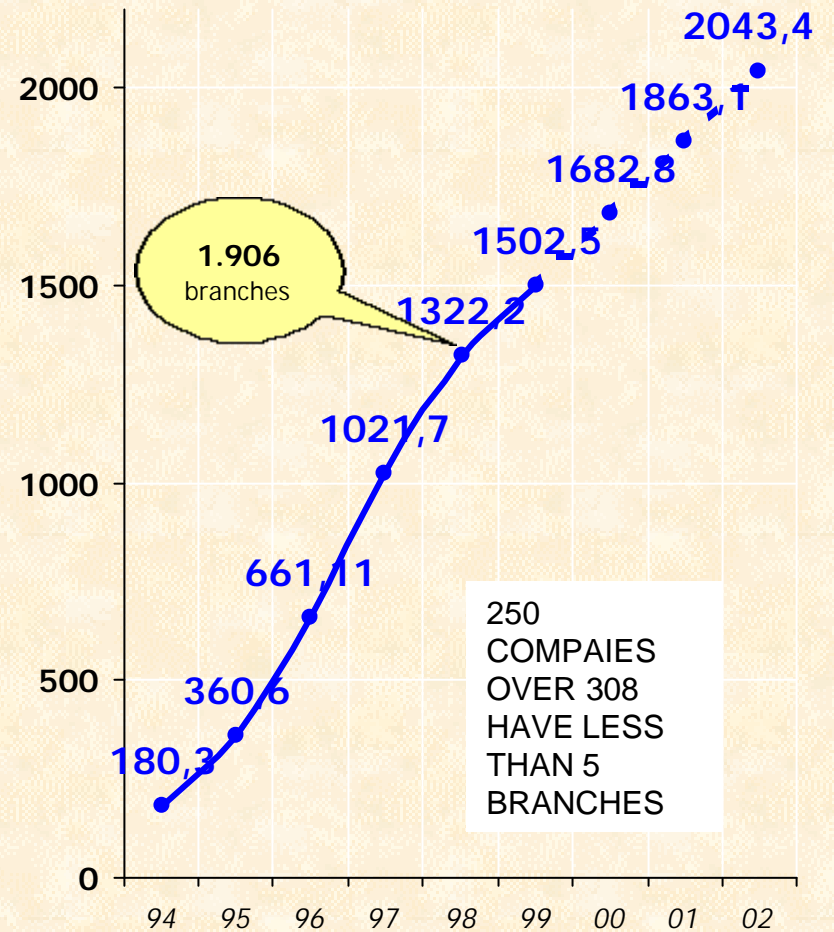 2043,4
2000
1863,1
1682,8
1.906
branches
1502,5
1500
1322,2
1021,7
1000
661,11
250
COMPAIES
OVER 308
HAVE LESS
THAN 5
BRANCHES
500
360,6
180,3
0
94 95 96 97 98 99 00 01 02